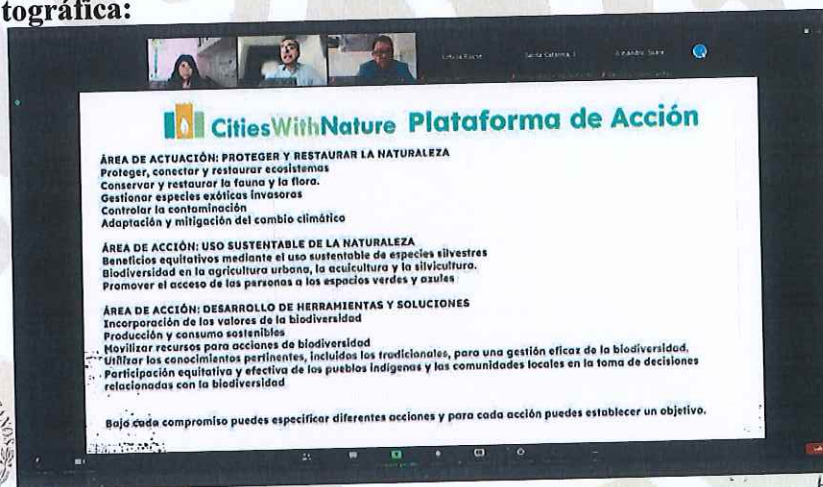 tográfica:
CitiesWithNature Plataforma de Acción
ÁREA DE ACTUACIÓN: PROTEGER Y RESTAURAR LA NATURALEZA
Proteger, conectar y restaurar ecosistemas
Conservar y restaurar la fauna y la flora.
Gestionar especies exóticas invasoras
Controlar la contaminación
Adaptación y mitigación del cambio climático
ÁREA DE ACCIÓN: USO SUSTENTABLE DE LA NATURALEZA
Beneficios equitativos mediante el uso sustentable de especies silvestres
Biodiversidad en la agricultura urbana, la acuicultura y la silvicultura.
Promover el acceso de las personas a los espacios verdes y azules
ÁREA DE ACCIÓN: DESARROLLO DE HERRAMIENTAS Y SOLUCIONES
Incorporación de los valores de la biodiversidad
Producción y consumo sostenibles
Movilizar recursos para acciones de biodiversidad
Utilizar los conocimientos pertinentes, incluidos los tradicionales, para una gestión eficaz de la biodiversidad.
Participación equitativa y efectiva de los pueblos indígenas y las comunidades locales en la toma de decisiones
relacionadas con la biodiversidad
Bajo cada compromiso puedes especificar diferentes acciones y para cada acción puedes establecer un objetivo.